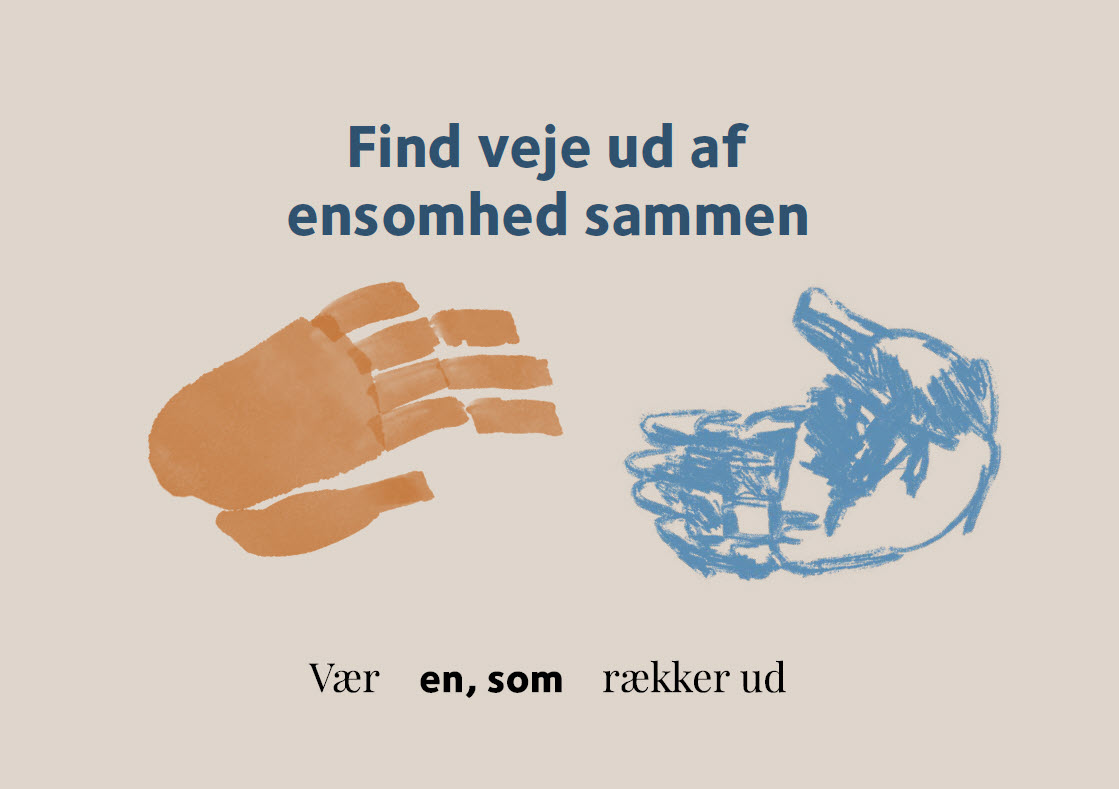 Find veje ud af
ensomhed sammen
Vær en, som rækker ud